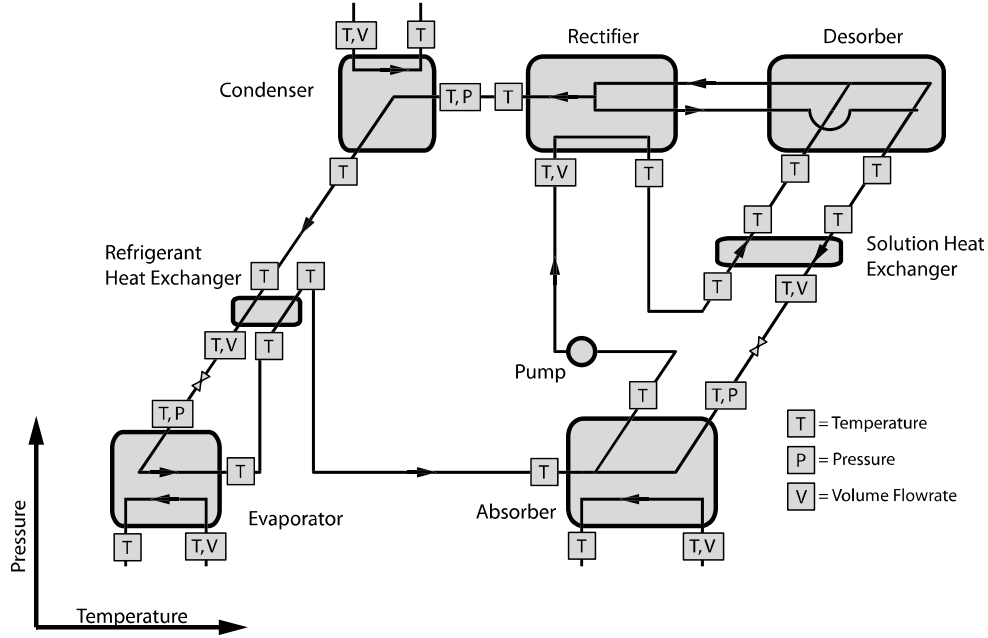 T,V
T
Rectifier
Desorber
Condenser
T,P
T
T
T,V
T
T
T
T
T
Refrigerant
Heat Exchanger
T
T
Solution Heat
Exchanger
T
T,V
T,V
T
Pump
T
T,P
T,P
T = Temperature
P = Pressure
V = Volume Flowrate
T
T
Absorber
Evaporator
T
T,V
T
T,V
Pressure
Temperature